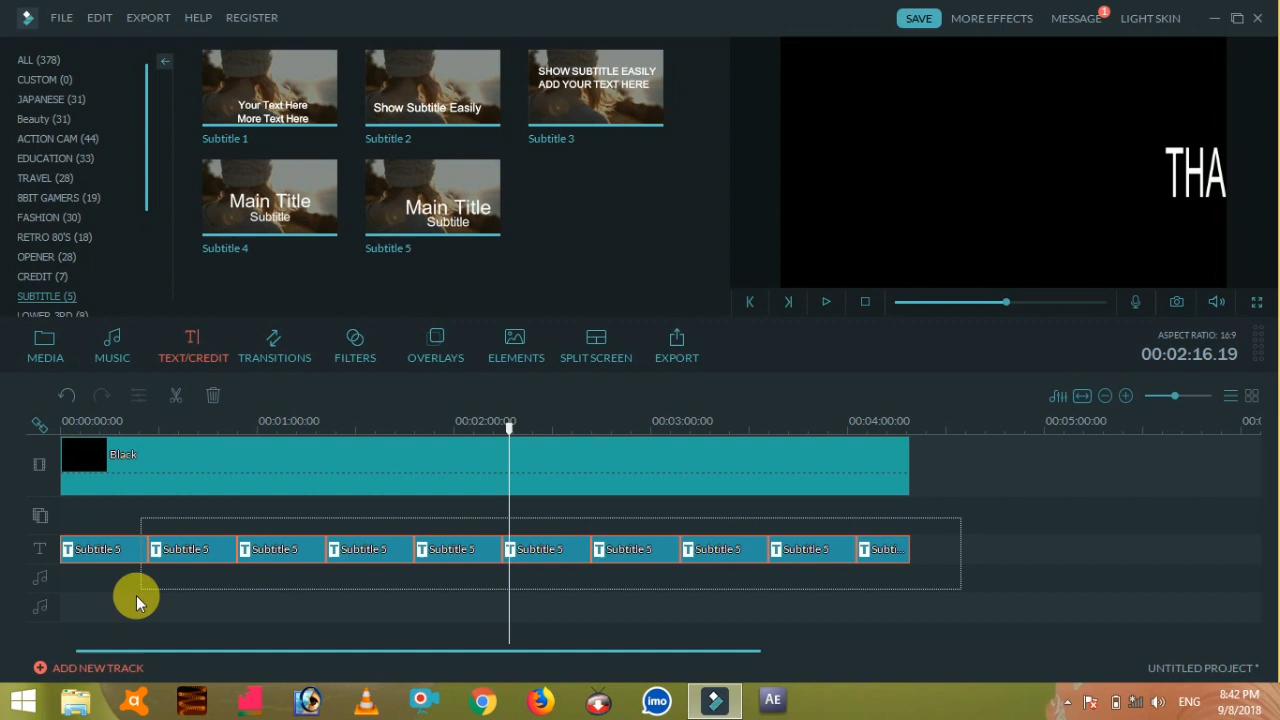 FILE EDIT EXPORT HELP REGISTER
SAVE MORE EFFECTS MESSAGE 1 LIGHT SKIN
ALL (378)
CUSTOM (0)
JAPANESE (31)
Beauty (31)
ACTION CAM (44)
EDUCATION (33)
TRAVEL (28)
8BIT GAMERS (19)
FASHION (30)
RETRO 80'S (18)
OPENER (28)
CREDIT (7)
SUBTITLE (5)
LOWER 3RD (8)
Your Text Here
More Text Here
Subtitle 1
Show Subtitle Easily
Subtitle 2
SHOW SUBTITLE EASILY
ADD YOUR TEXT HERE
Subtitle 3
Main Title
Subtitle
Subtitle 4
Main Title
Subtitle
Subtitle 5
THA
MEDIA MUSIC TEXT/CREDIT TRANSITIONS FILTERS OVERLAYS ELEMENTS SPLIT SCREEN EXPORT
ASPECT RATIO: 16:9
00:02:16.19
00:00:00:00 00:01:00:00 00:02:00:00 00:03:00:00 00:04:00:00 00:05:00:00 00:0
Black
T Subtitle 5 T Subtitle 5 T Subtitle 5 T Subtitle 5 T Subtitle 5 T Subtitle 5 T Subtitle 5 T Subtitle 5 T Subtitle 5 T Subti...
ADD NEW TRACK
UNTITLED PROJECT *
imo
AE
ENG
8:42 PM
9/8/2018